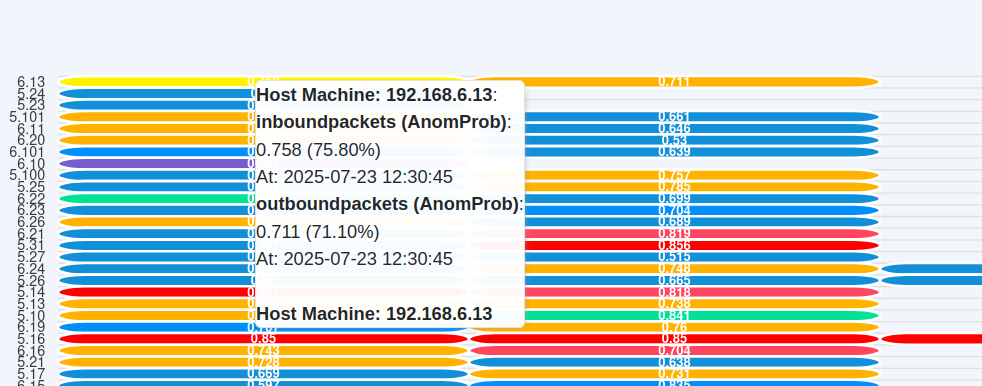 6.13 0.711
5.24
5.23
5.101 0.661
6.11 0.646
6.20 0.53
6.101 0.639
6.10
5.100 0.757
5.25 0.785
6.22 0.699
6.23 0.704
6.26 0.689
6.21 0.819
5.31 0.856
5.27 0.515
6.24 0.748
5.26 0.665
5.14 0.818
5.13 0.738
5.10 0.841
6.19 0.76
5.16 0.85 0.85
6.16 0.743 0.704
5.21 0.728 0.638
5.17 0.669 0.731
6.15 0.597 0.835
Host Machine: 192.168.6.13:
inboundpackets (AnomProb):
0.758 (75.80%)
At: 2025-07-23 12:30:45
outboundpackets (AnomProb):
0.711 (71.10%)
At: 2025-07-23 12:30:45
Host Machine: 192.168.6.13